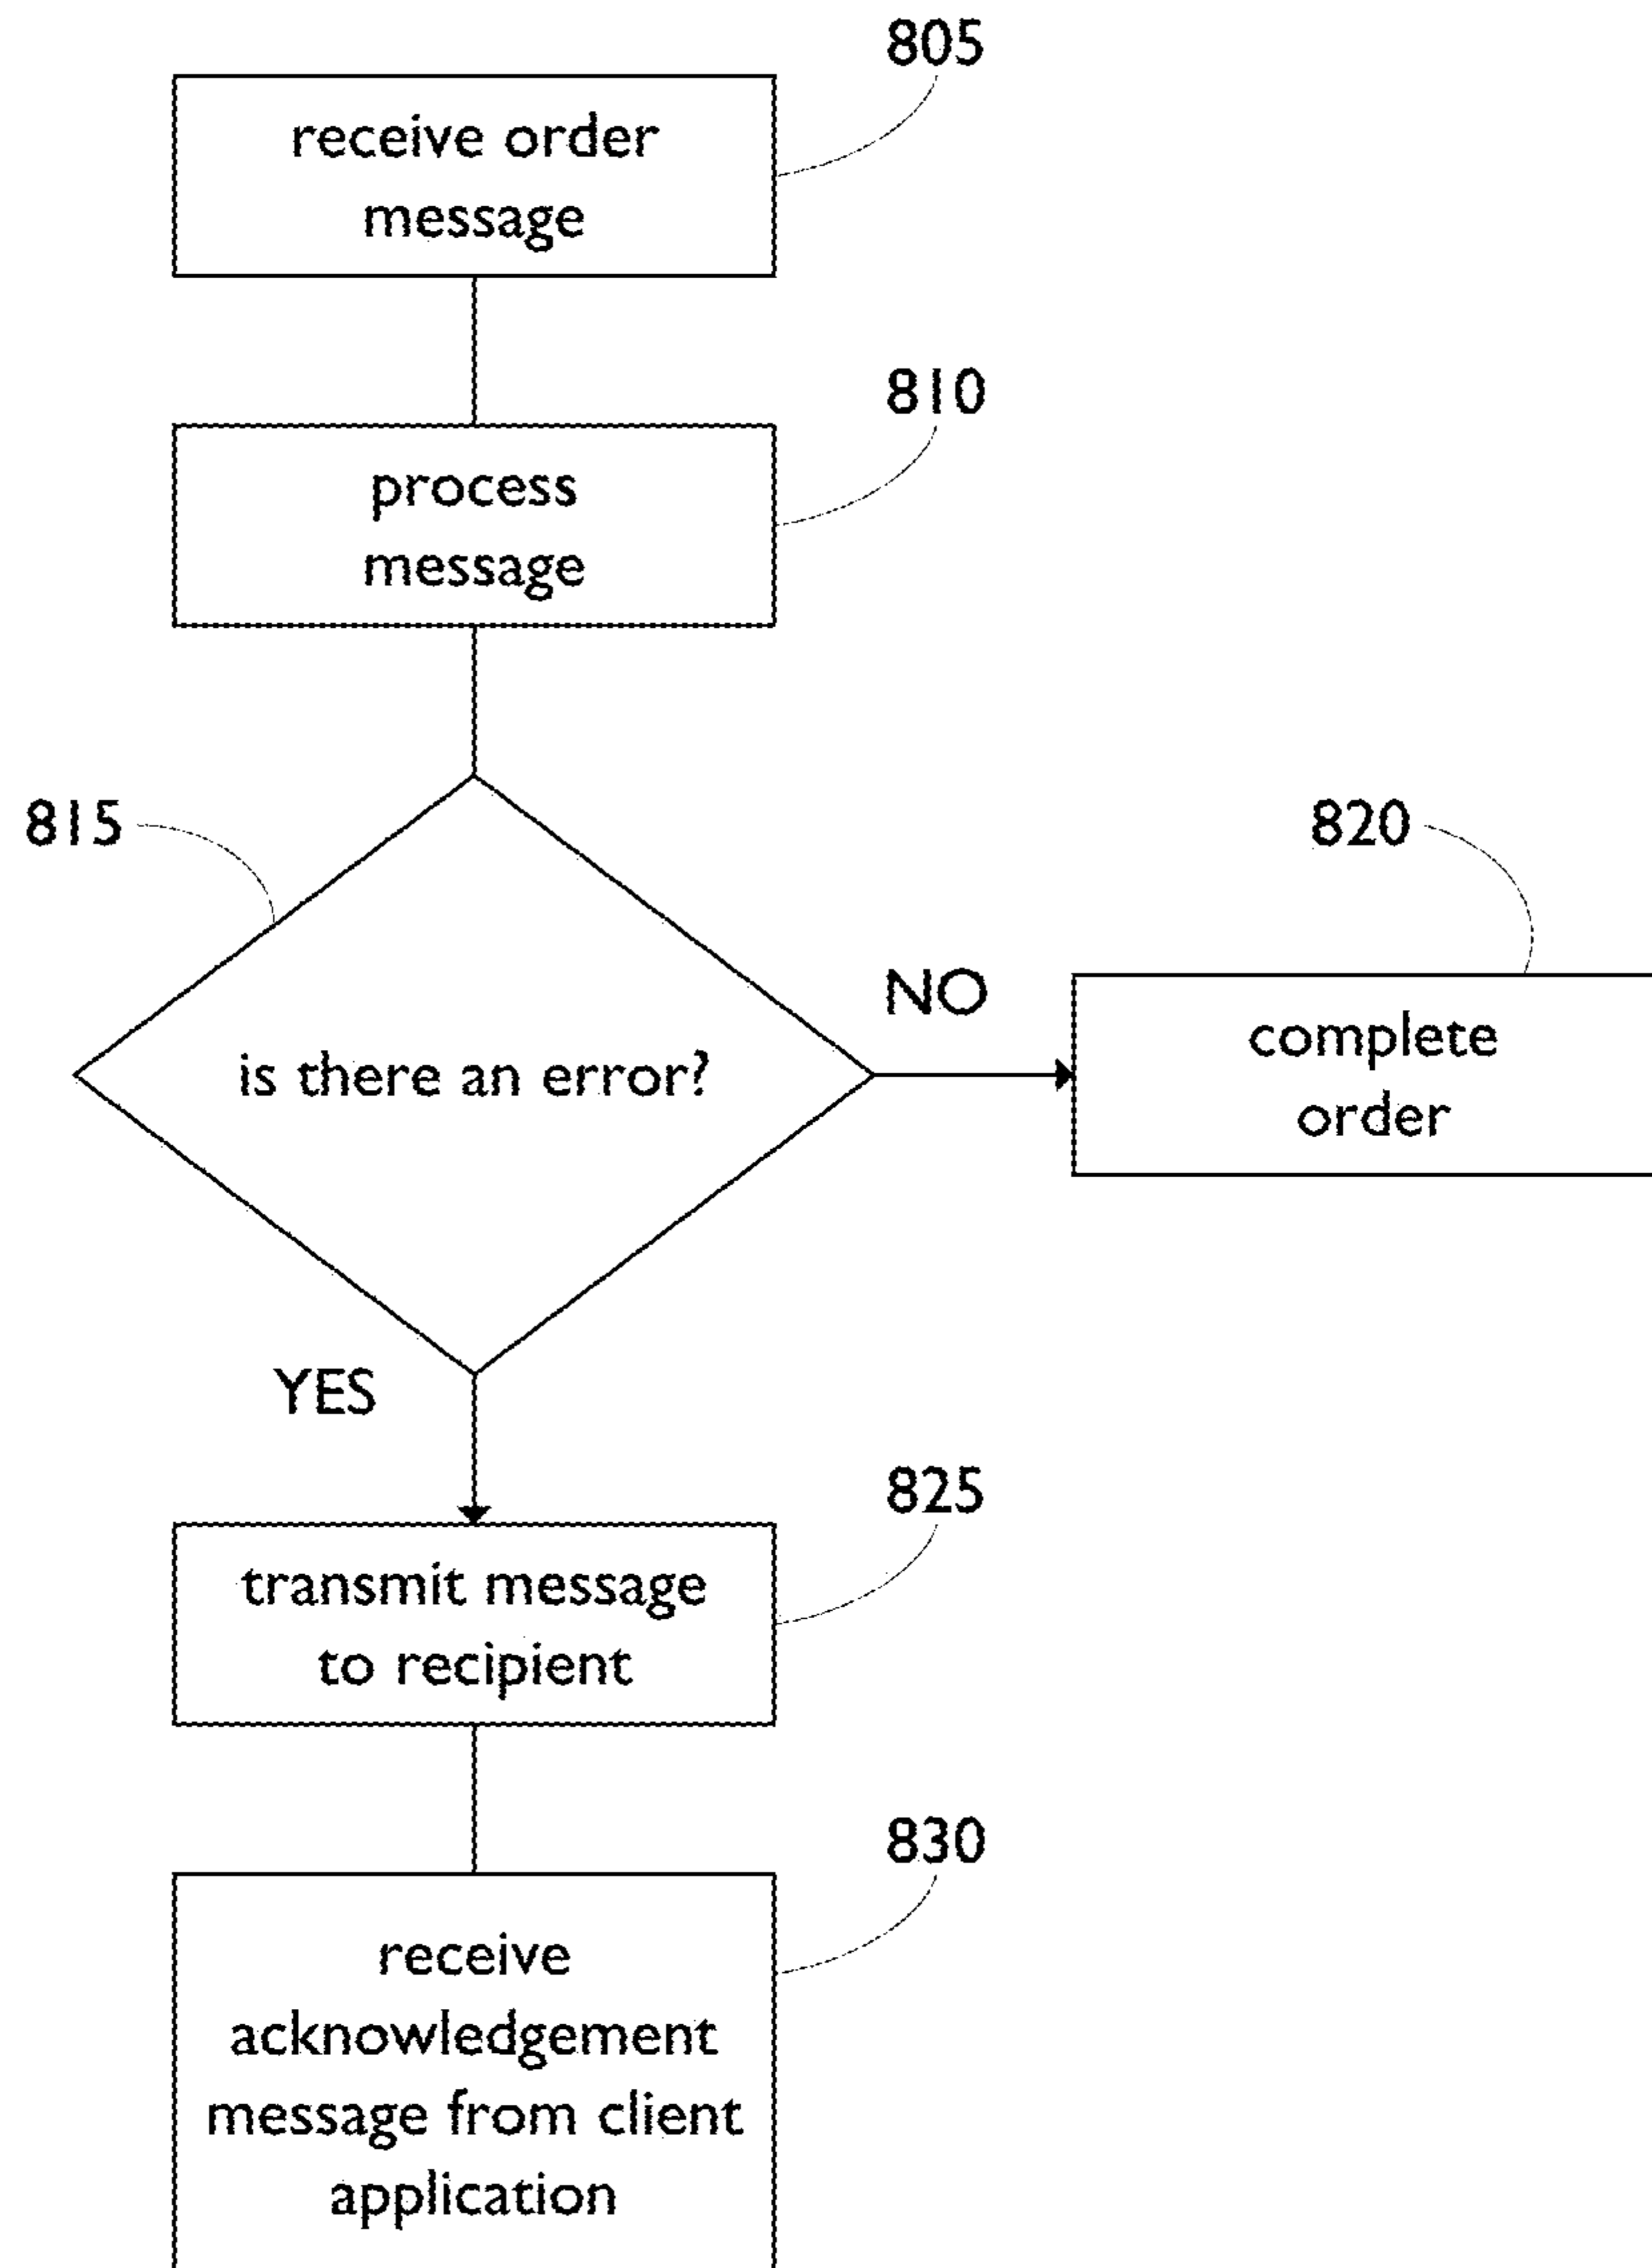 805
receive order
message
810
process
message
815
is there an error?
NO
820
complete
order
YES
825
transmit message
to recipient
830
receive
acknowledgement
message from client
application